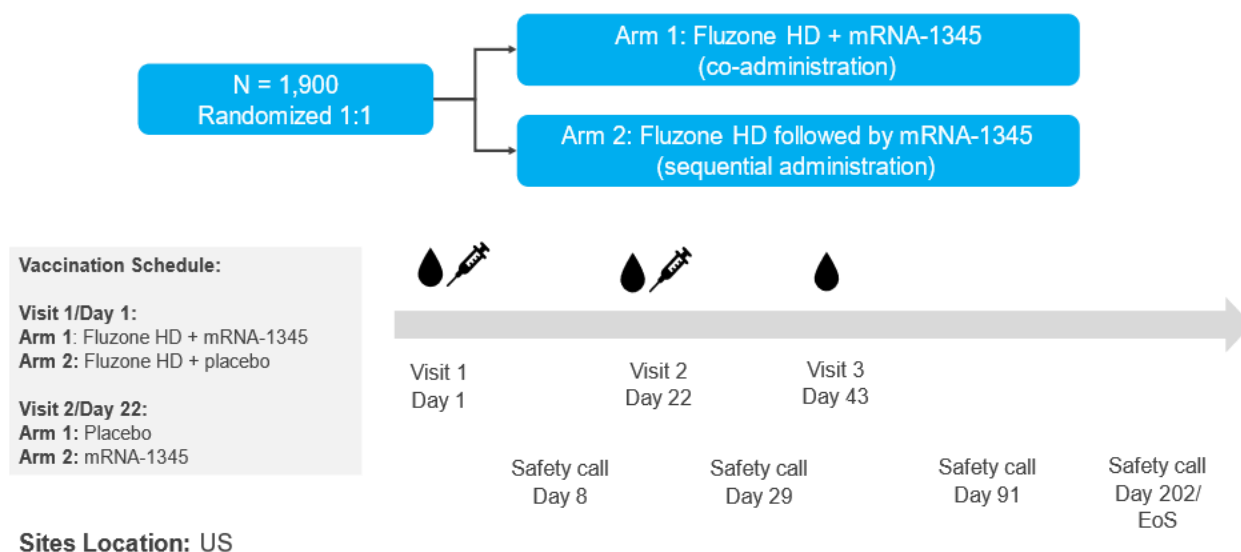 N = 1,900
Randomized 1:1
Arm 1: Fluzone HD + mRNA-1345
(co-administration)
Arm 2: Fluzone HD followed by mRNA-1345
(sequential administration)
Vaccination Schedule:
Visit 1/Day 1:
Arm 1: Fluzone HD + mRNA-1345
Arm 2: Fluzone HD + placebo
Visit 2/Day 22:
Arm 1: Placebo
Arm 2: mRNA-1345
Visit 1
Day 1
Visit 2
Day 22
Visit 3
Day 43
Safety call
Day 8
Safety call
Day 29
Safety call
Day 91
Safety call
Day 202/
EoS
Sites Location: US